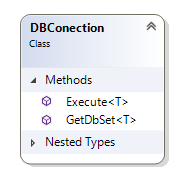 DBConection
Class
Methods
Execute<T>
GetDbSet<T>
Nested Types